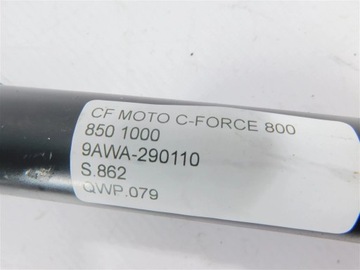 CF MOTO C-FORCE 800
850 1000
9AWA-290110
S.862
QWP.079